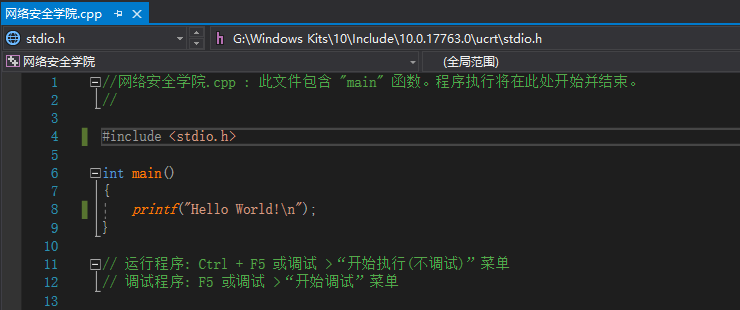 网络安全学院.cpp
stdio.h G:\Windows Kits\10\Include\10.0.17763.0\ucrt\stdio.h
网络安全学院 (全局范围)
1 //网络安全学院.cpp : 此文件包含 "main" 函数。程序执行将在此处开始并结束。
2 //
3
4 #include <stdio.h>
5
6 int main()
7 {
8     printf("Hello World!\n");
9 }
10
11 // 运行程序: Ctrl + F5 或调试 >“开始执行(不调试)”菜单
12 // 调试程序: F5 或调试 >“开始调试”菜单
13